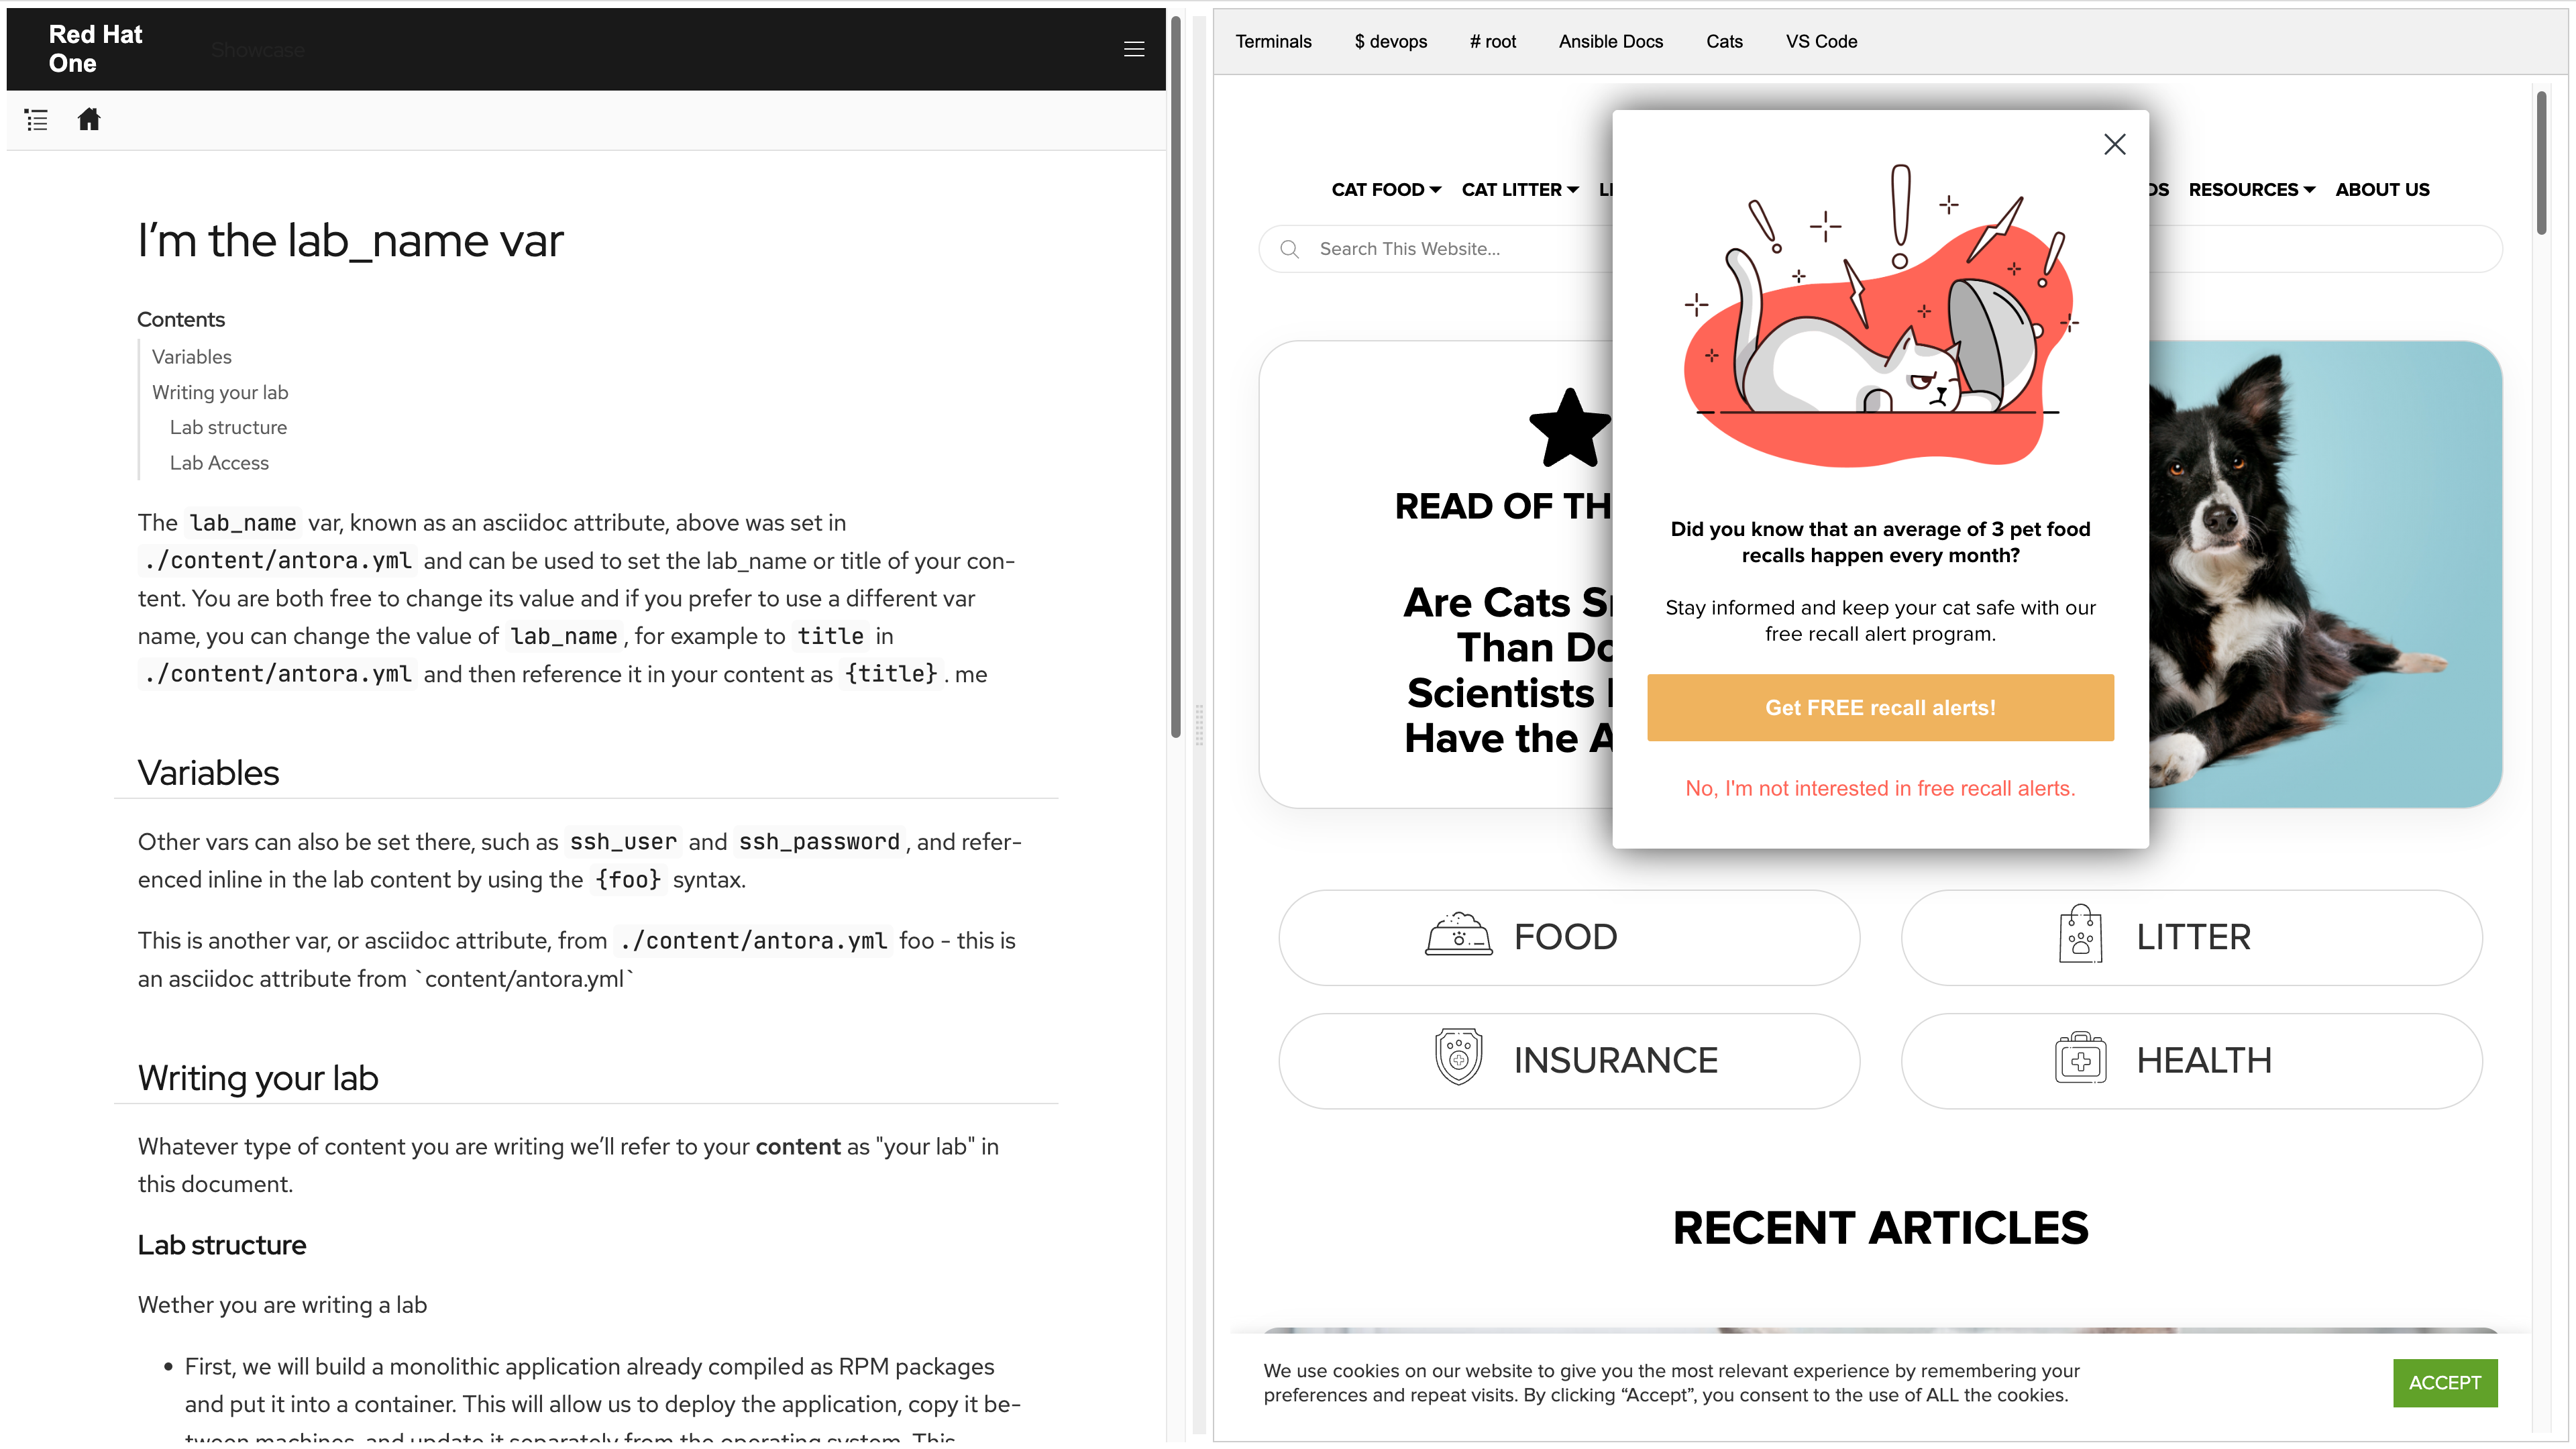 Red Hat
One
Showcase
I'm the lab_name var
Contents
Variables
Writing your lab
Lab structure
Lab Access
The lab_name var, known as an asciidoc attribute, above was set in
./content/antora.yml and can be used to set the lab_name or title of your con-
tent. You are both free to change its value and if you prefer to use a different var
name, you can change the value of lab_name , for example to title in
./content/antora.yml and then reference it in your content as {title} . me
Variables
Other vars can also be set there, such as ssh_user and ssh_password , and refer-
enced inline in the lab content by using the {foo} syntax.
This is another var, or asciidoc attribute, from ./content/antora.yml foo - this is
an asciidoc attribute from `content/antora.yml`
Writing your lab
Whatever type of content you are writing we'll refer to your content as "your lab" in
this document.
Lab structure
Wether you are writing a lab
• First, we will build a monolithic application already compiled as RPM packages
and put it into a container. This will allow us to deploy the application, copy it be-
tween machines, and update it separately from the operating system. This
Terminals $ devops # root Ansible Docs Cats VS Code
CAT FOOD CAT LITTER RESOURCES ABOUT US
Search This Website...
READ OF TH
Are Cats
Than
Scientists
Have the
Did you know that an average of 3 pet food
recalls happen every month?
Stay informed and keep your cat safe with our
free recall alert program.
Get FREE recall alerts!
No, I'm not interested in free recall alerts.
FOOD
LITTER
INSURANCE
HEALTH
RECENT ARTICLES
We use cookies on our website to give you the most relevant experience by remembering your
preferences and repeat visits. By clicking “Accept”, you consent to the use of ALL the cookies.
ACCEPT